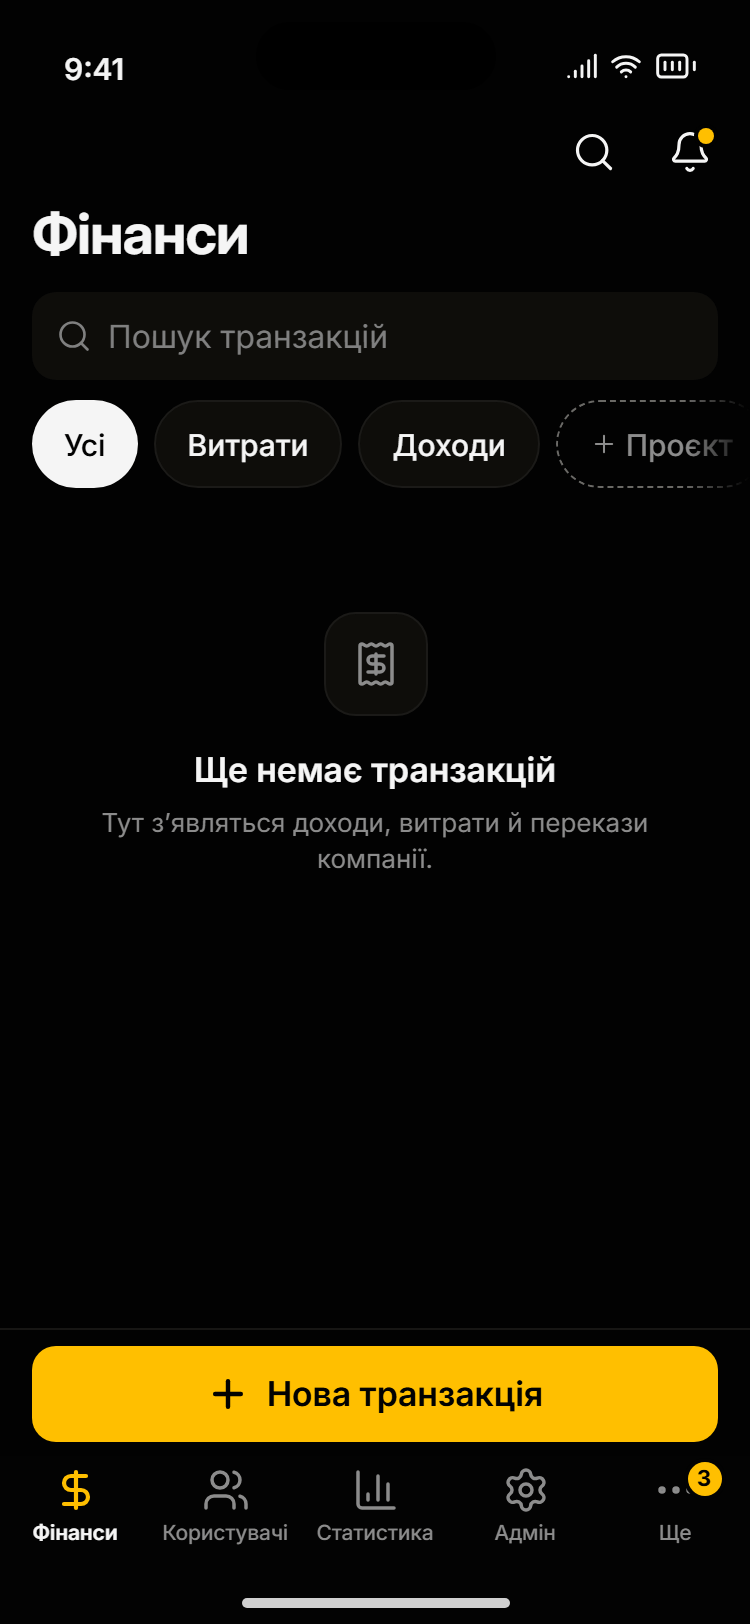 9:41
Фінанси
Пошук транзакцій
Усі
Витрати
Доходи
+ Проєкт
Ще немає транзакцій
Тут з’являться доходи, витрати й перекази
компанії.
+ Нова транзакція
3
Фінанси
Користувачі
Статистика
Адмін
Ще